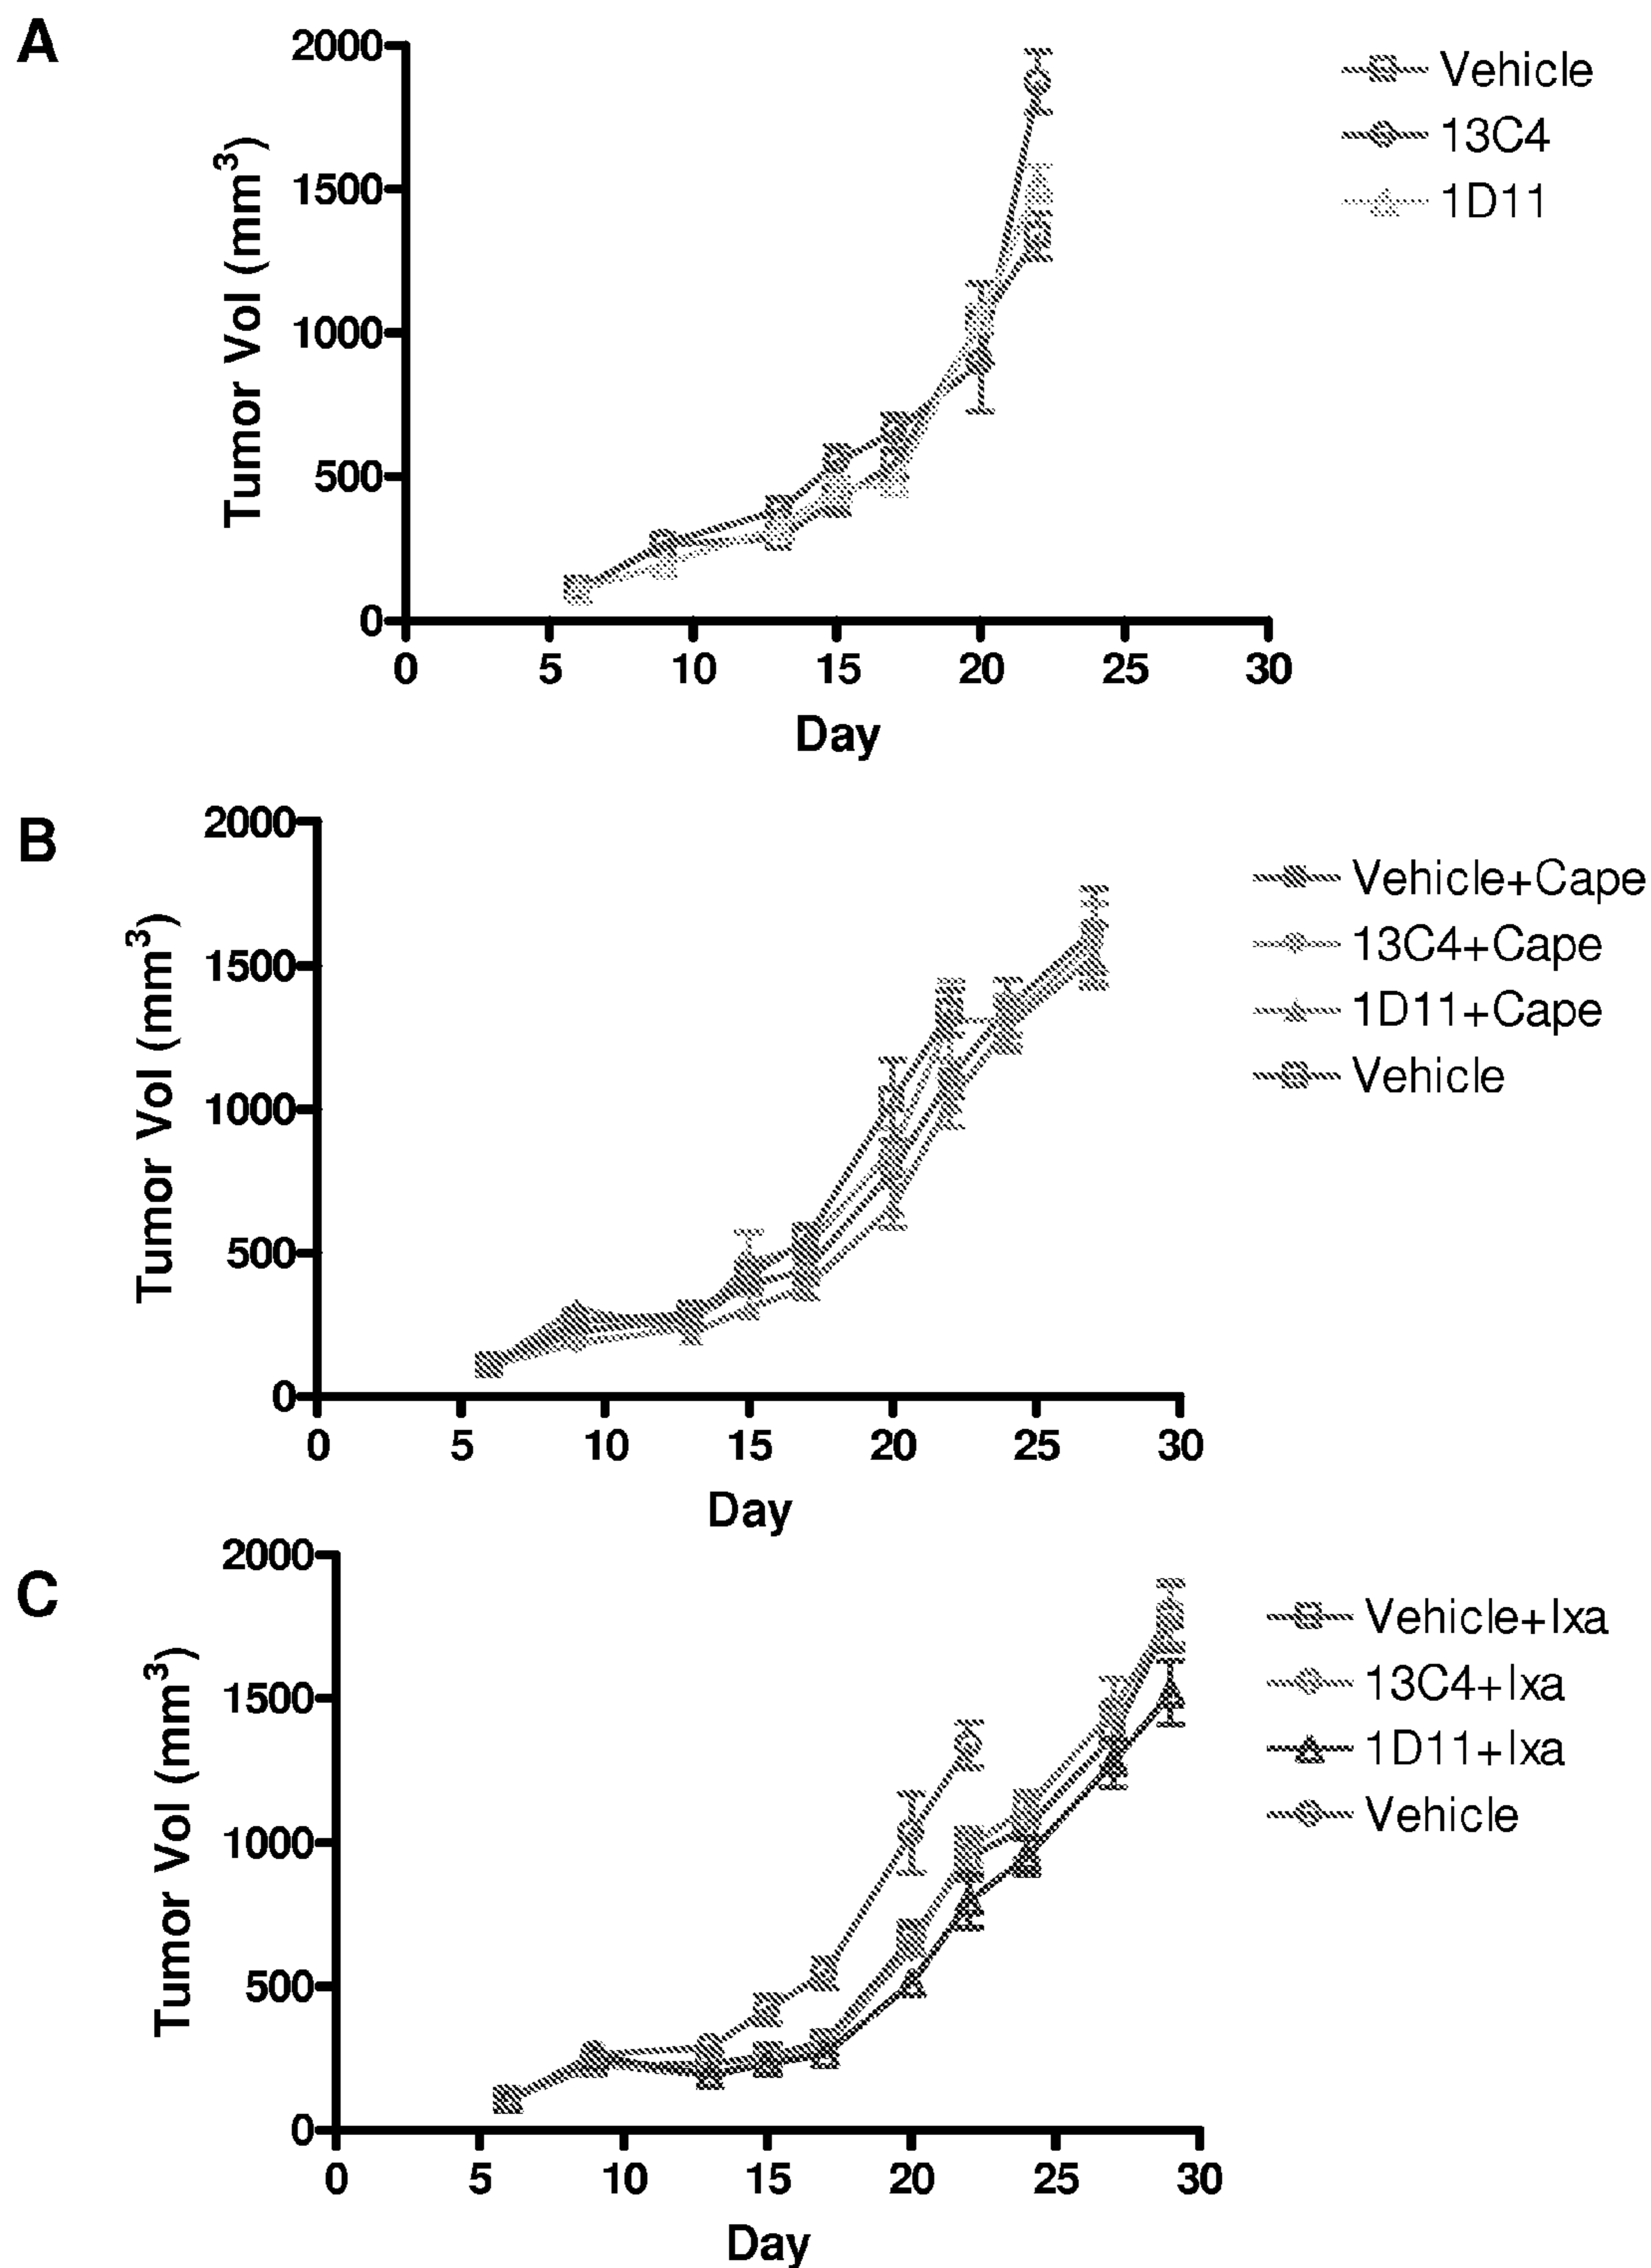 A
2000
1500
1000
500
0
Tumor Vol (mm³)
0 5 10 15 20 25 30
Day
Vehicle
13C4
1D11
B
2000
1500
1000
500
0
Tumor Vol (mm³)
0 5 10 15 20 25 30
Day
Vehicle+Cape
13C4+Cape
1D11+Cape
Vehicle
C
2000
1500
1000
500
0
Tumor Vol (mm³)
0 5 10 15 20 25 30
Day
Vehicle+Ixa
13C4+Ixa
1D11+Ixa
Vehicle